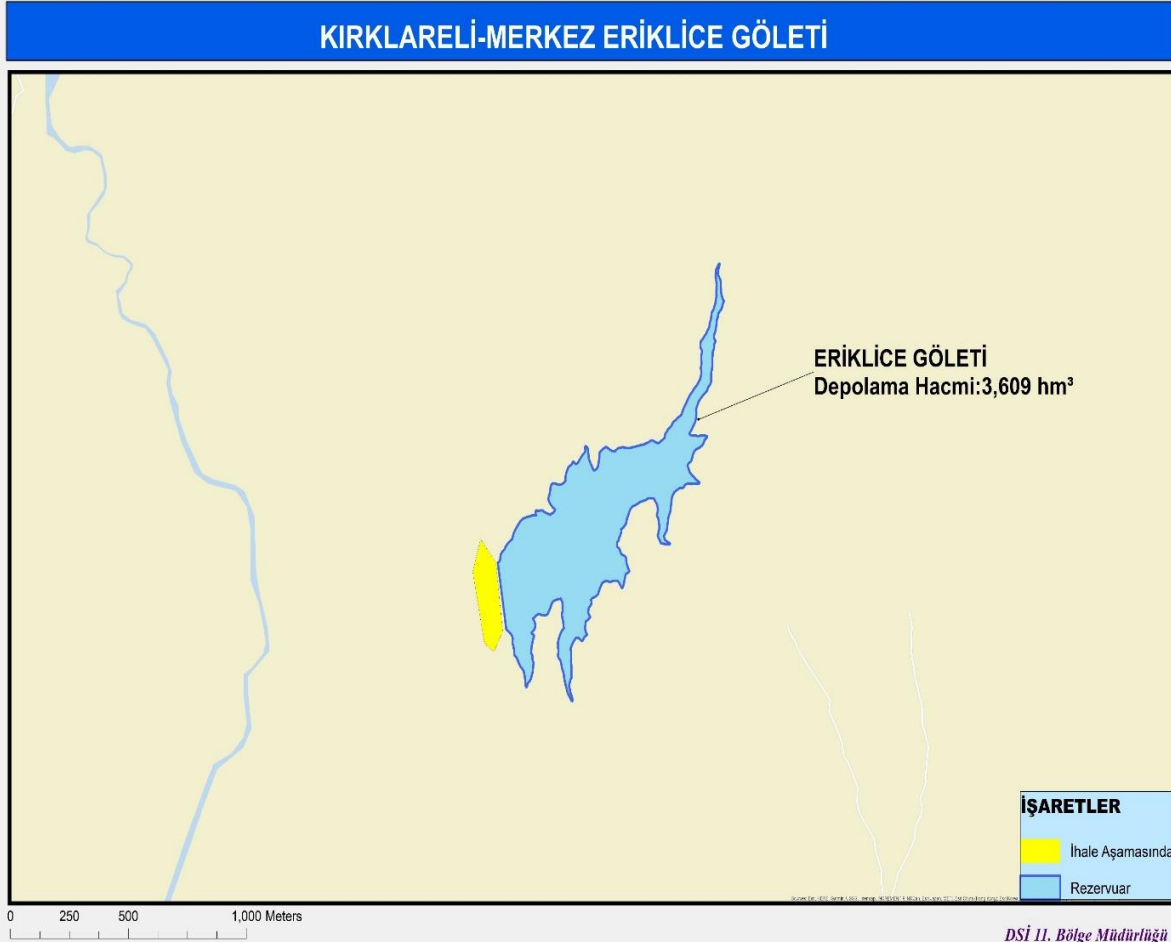 KIRKLARELİ-MERKEZ ERİKLİCE GÖLETİ
ERİKLİCE GÖLETİ
Depolama Hacmi:3,609 hm³
İŞARETLER
İhale Aşamasında
Rezervuar
0 250 500 1,000 Meters
DSİ 11. Bölge Müdürlüğü